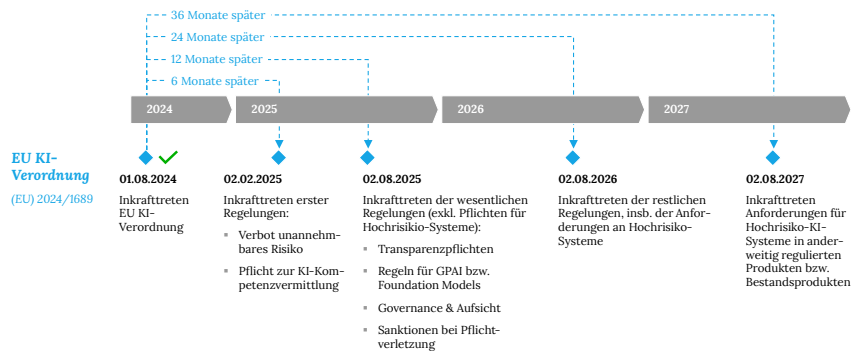 36 Monate später
24 Monate später
12 Monate später
6 Monate später
2024
2025
2026
2027
EU KI-
Verordnung
(EU) 2024/1689
01.08.2024
Inkrafttreten
EU KI-
Verordnung
02.02.2025
Inkrafttreten erster
Regelungen:
▪ Verbot unannehm-
bares Risiko
▪ Pflicht zur KI-Kom-
petenzvermittlung
02.08.2025
Inkrafttreten der wesentlichen
Regelungen (exkl. Pflichten für
Hochrisikio-Systeme):
▪ Transparenzpflichten
▪ Regeln für GPAI bzw.
Foundation Models
▪ Governance & Aufsicht
▪ Sanktionen bei Pflicht-
verletzung
02.08.2026
Inkrafttreten der restlichen
Regelungen, insb. der Anfor-
derungen an Hochrisiko-
Systeme
02.08.2027
Inkrafttreten
Anforderungen für
Hochrisiko-KI-
Systeme in ander-
weitig regulierten
Produkten bzw.
Bestandsprodukten